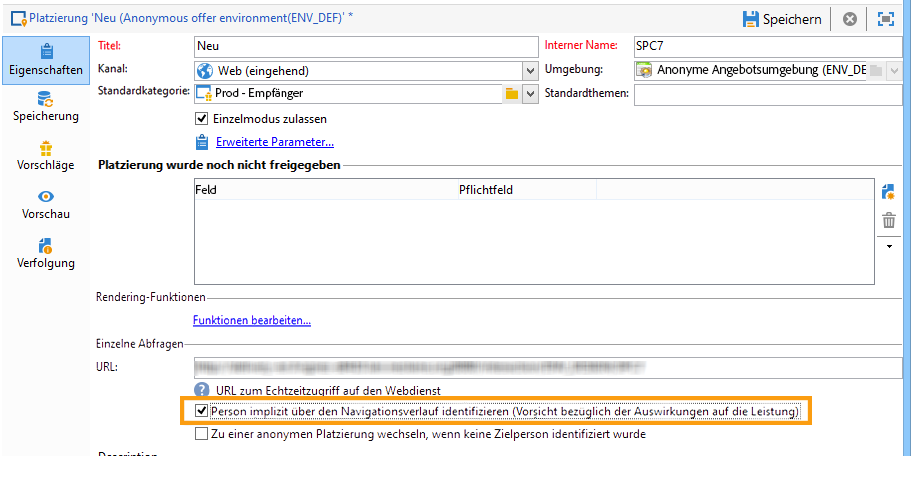 Platzierung 'Neu (Anonymous offer environment(ENV_DEF)' *
Speichern
Eigenschaften
Speicherung
Vorschläge
Vorschau
Verfolgung
Titel: Neu Interner Name: SPC7
Kanal: Web (eingehend) Umgebung: Anonyme Angebotsumgebung (ENV_DE
Standardkategorie: Prod - Empfänger Standardthemen:
Einzelmodus zulassen
Erweiterte Parameter...
Platzierung wurde noch nicht freigegeben
Feld Pflichtfeld
Rendering-Funktionen
Funktionen bearbeiten...
Einzelne Abfragen
URL:
URL zum Echtzeitzugriff auf den Webdienst
Person implizit über den Navigationsverlauf identifizieren (Vorsicht bezüglich der Auswirkungen auf die Leistung)
Zu einer anonymen Platzierung wechseln, wenn keine Zielperson identifiziert wurde